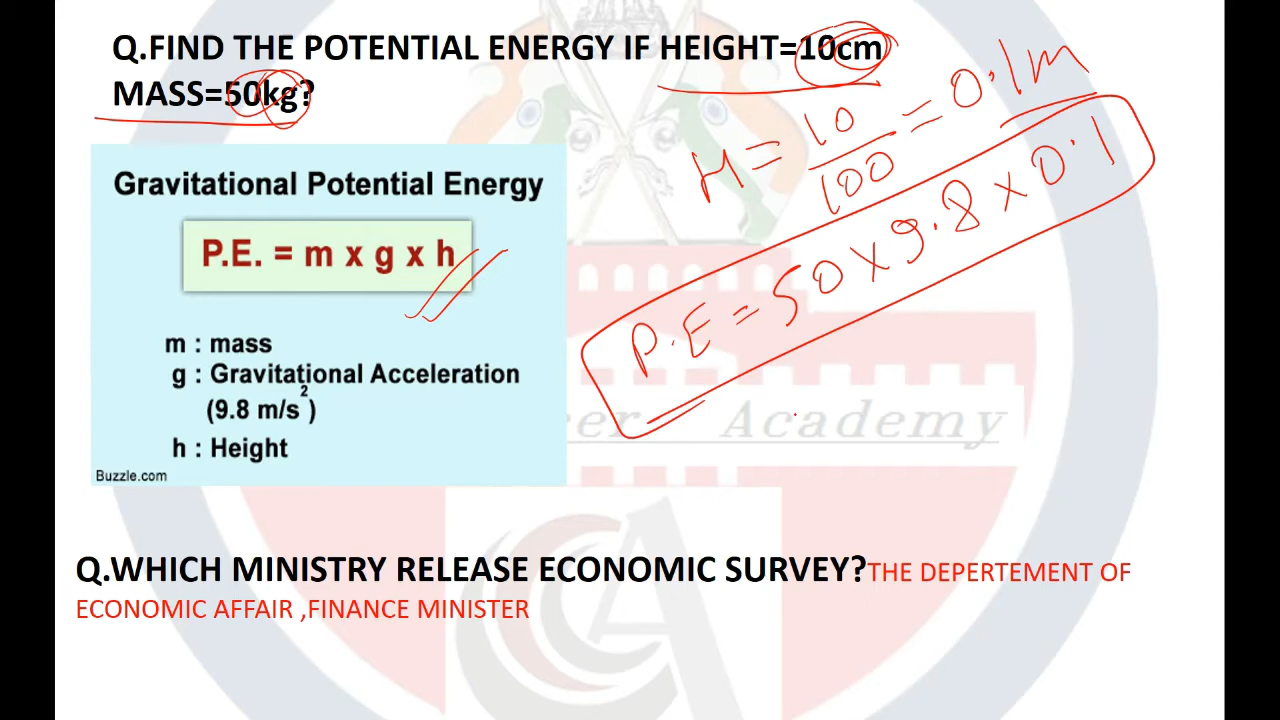 Q.FIND THE POTENTIAL ENERGY IF HEIGHT=10cm
MASS=50kg?
H = 10/100 = 0.1m
Gravitational Potential Energy
P.E. = m x g x h
P.E = 50 x 9.8 x 0.1
m : mass
g : Gravitational Acceleration
(9.8 m/s²)
h : Height
Buzzle.com
ser Academy
Q.WHICH MINISTRY RELEASE ECONOMIC SURVEY?THE DEPERTEMENT OF
ECONOMIC AFFAIR ,FINANCE MINISTER